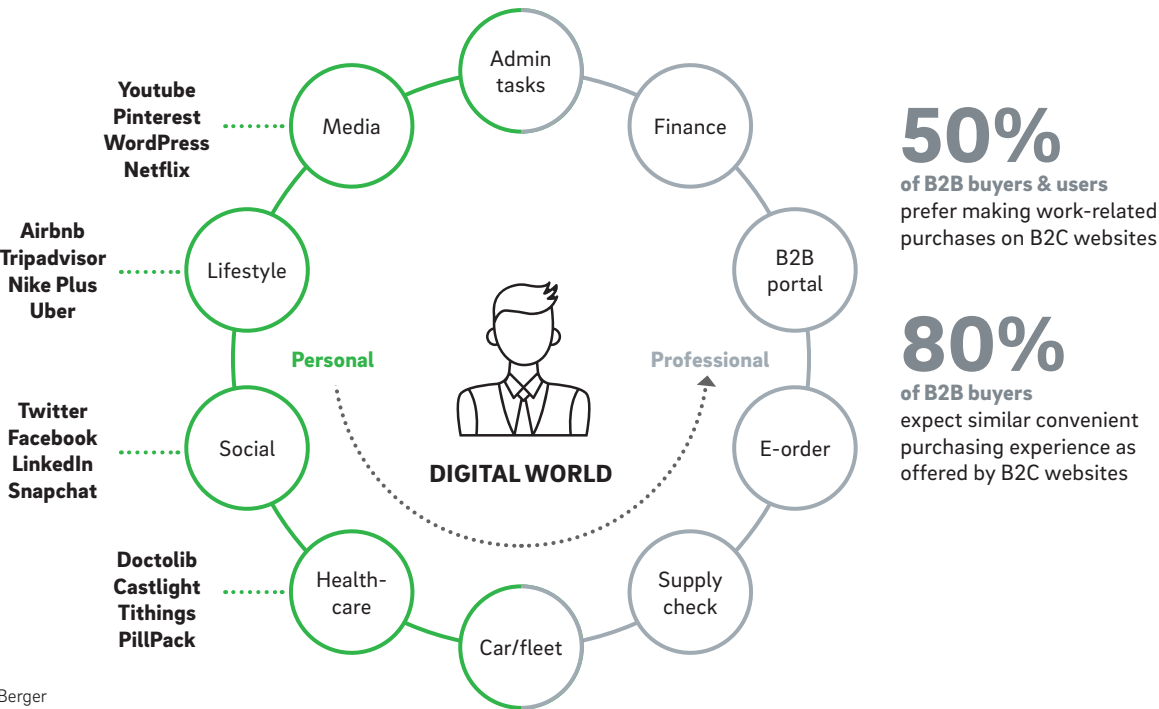 Admin
tasks
Youtube
Pinterest
WordPress
Netflix
Media
Finance
50%
of B2B buyers & users
prefer making work-related
purchases on B2C websites
Airbnb
Tripadvisor
Nike Plus
Uber
Lifestyle
B2B
portal
80%
of B2B buyers
expect similar convenient
purchasing experience as
offered by B2C websites
Personal
Professional
DIGITAL WORLD
Twitter
Facebook
LinkedIn
Snapchat
Social
E-order
Doctolib
Castlight
Tithings
PillPack
Health-
care
Supply
check
Car/fleet
Berger